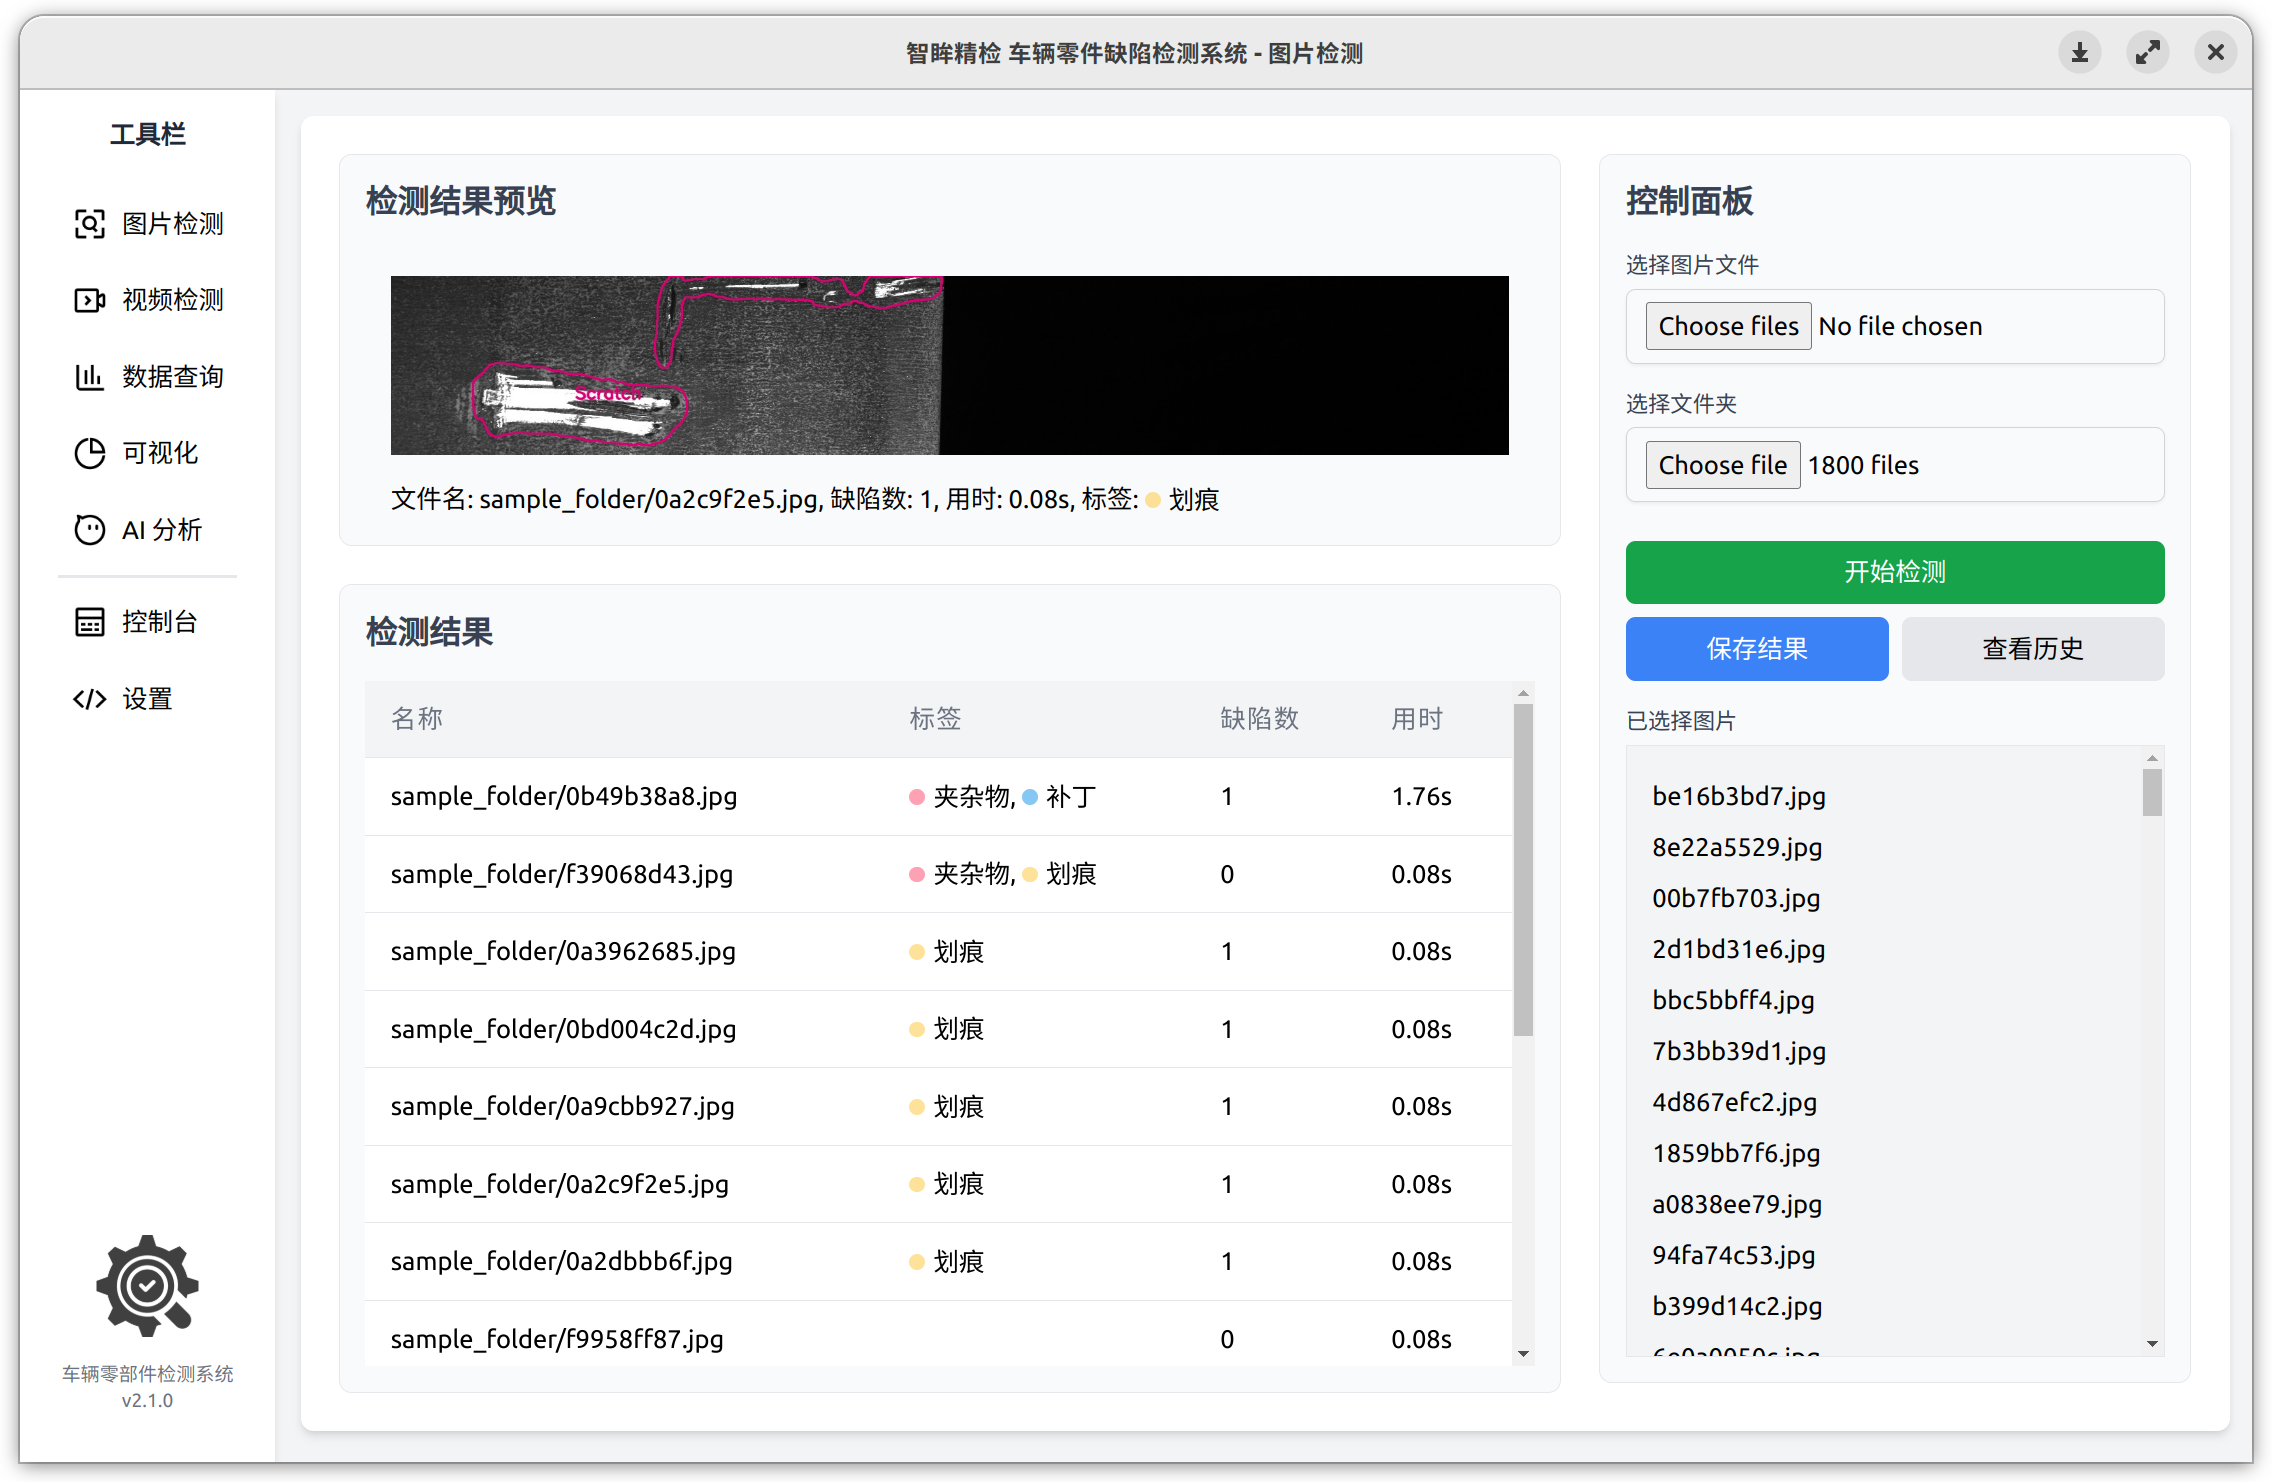 智眸精检 车辆零件缺陷检测系统 - 图片检测
工具栏
图片检测
视频检测
数据查询
可视化
AI 分析
控制台
设置
车辆零部件检测系统
v2.1.0
检测结果预览
Scratch
文件名: sample_folder/0a2c9f2e5.jpg, 缺陷数: 1, 用时: 0.08s, 标签: 划痕
检测结果
名称 标签 缺陷数 用时
sample_folder/0b49b38a8.jpg 夹杂物, 补丁 1 1.76s
sample_folder/f39068d43.jpg 夹杂物, 划痕 0 0.08s
sample_folder/0a3962685.jpg 划痕 1 0.08s
sample_folder/0bd004c2d.jpg 划痕 1 0.08s
sample_folder/0a9cbb927.jpg 划痕 1 0.08s
sample_folder/0a2c9f2e5.jpg 划痕 1 0.08s
sample_folder/0a2dbbb6f.jpg 划痕 1 0.08s
sample_folder/f9958ff87.jpg 0 0.08s
控制面板
选择图片文件
Choose files No file chosen
选择文件夹
Choose file 1800 files
开始检测
保存结果 查看历史
已选择图片
be16b3bd7.jpg
8e22a5529.jpg
00b7fb703.jpg
2d1bd31e6.jpg
bbc5bbff4.jpg
7b3bb39d1.jpg
4d867efc2.jpg
1859bb7f6.jpg
a0838ee79.jpg
94fa74c53.jpg
b399d14c2.jpg